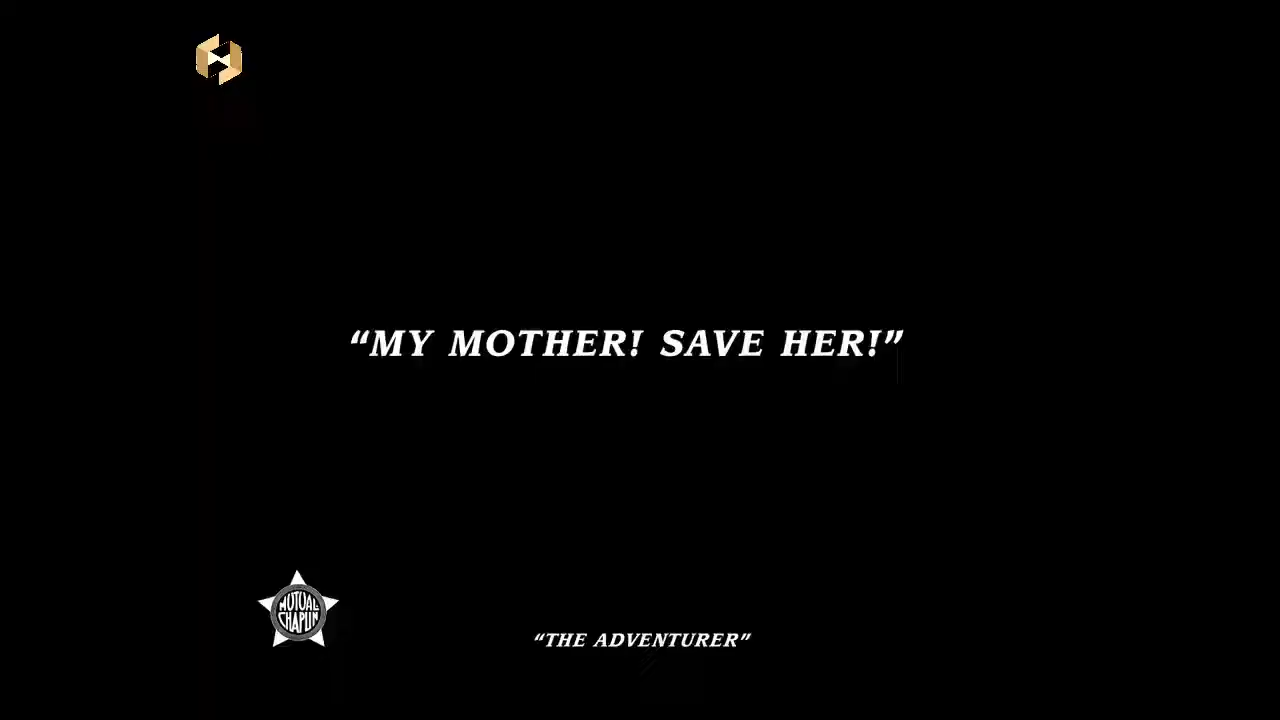 “MY MOTHER! SAVE HER!”
MUTUAL
CHAPLIN
“THE ADVENTURER”